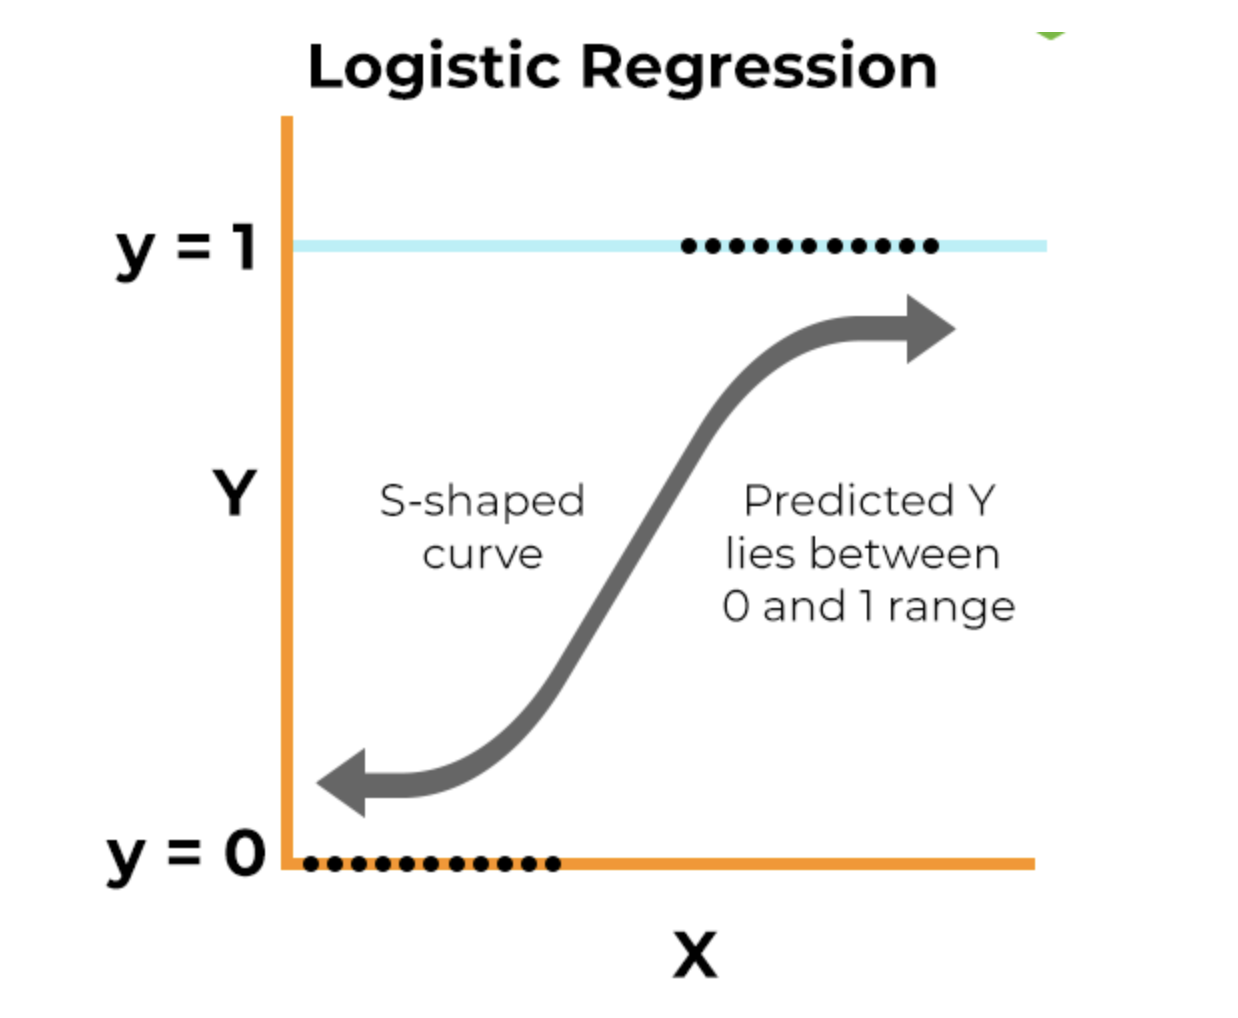 Logistic Regression
y = 1
Y
S-shaped
curve
Predicted Y
lies between
0 and 1 range
y = 0
X